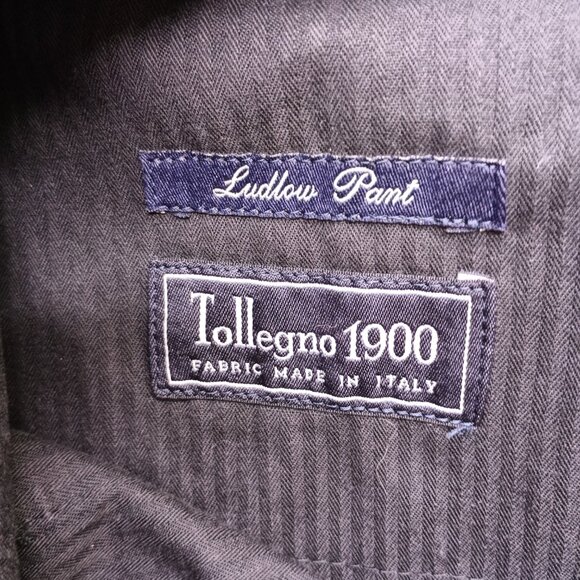 Ludlow Pant
Tollegno 1900
FABRIC MADE IN ITALY